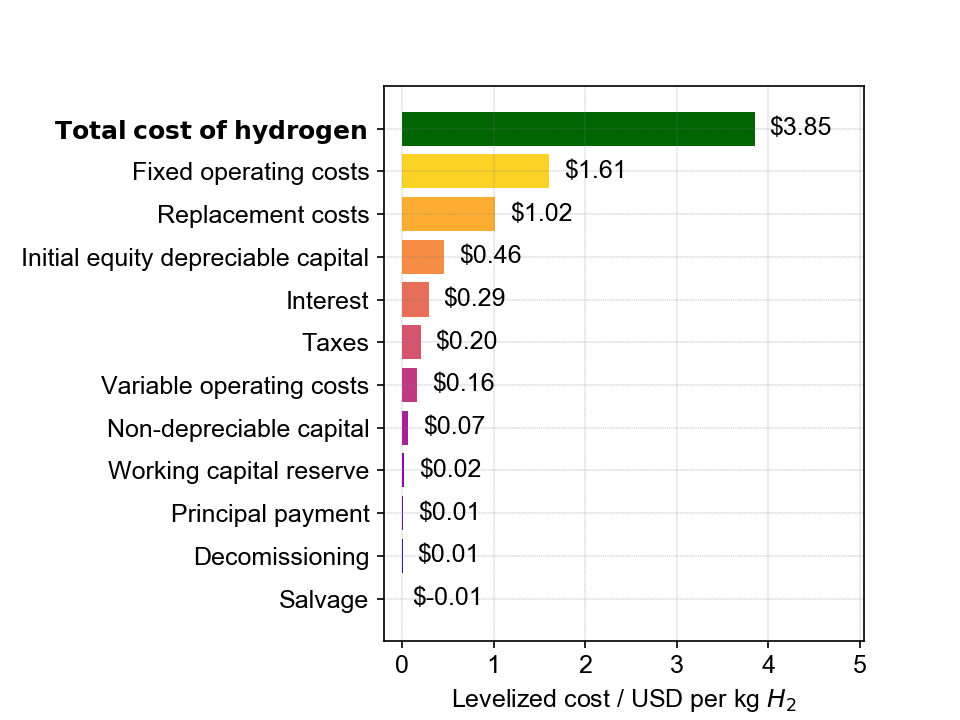 Total cost of hydrogen $3.85
Fixed operating costs $1.61
Replacement costs $1.02
Initial equity depreciable capital $0.46
Interest $0.29
Taxes $0.20
Variable operating costs $0.16
Non-depreciable capital $0.07
Working capital reserve $0.02
Principal payment $0.01
Decomissioning $0.01
Salvage $-0.01
0 1 2 3 4 5
Levelized cost / USD per kg H₂